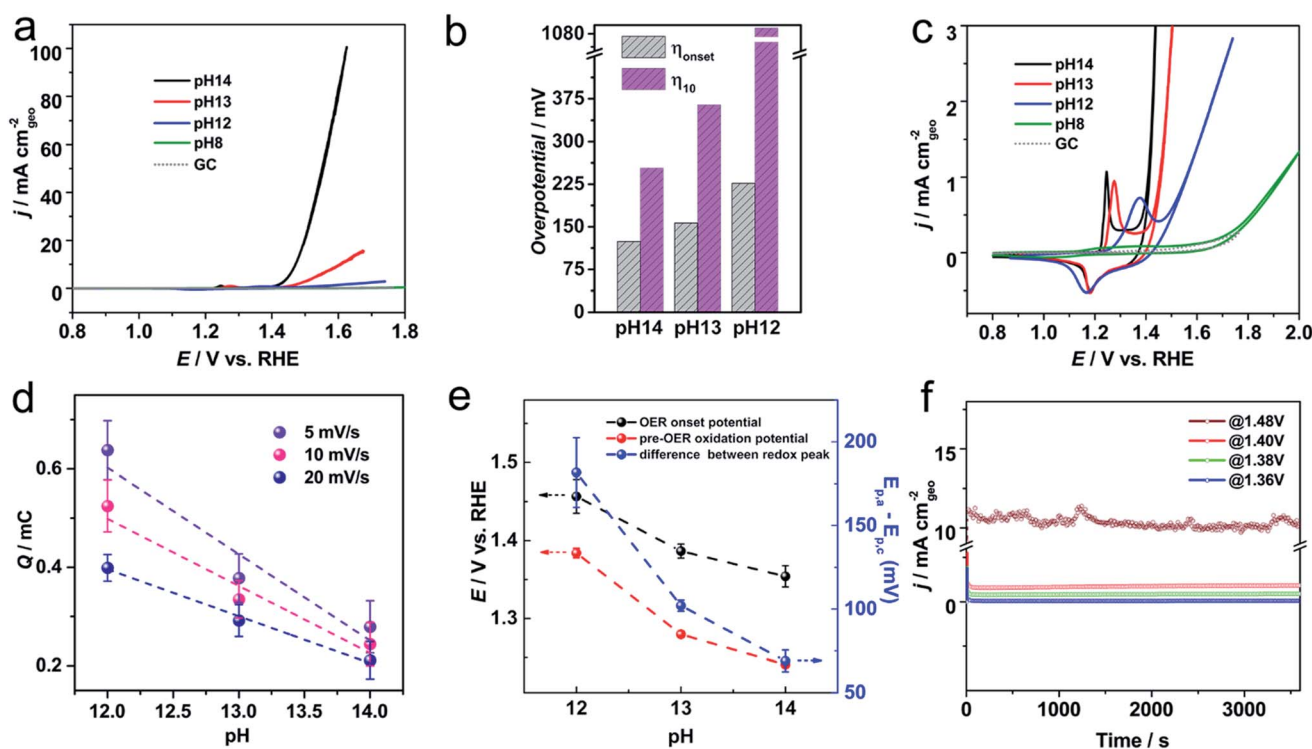 a
100
80
60
40
20
0
j / mA cm⁻²geo
pH14
pH13
pH12
pH8
GC
0.8 1.0 1.2 1.4 1.6 1.8
E / V vs. RHE
b
1080
375
300
225
150
75
0
Overpotential / mV
ηonset
η10
pH14 pH13 pH12
c
3
2
1
0
j / mA cm⁻²geo
pH14
pH13
pH12
pH8
GC
0.8 1.0 1.2 1.4 1.6 1.8 2.0
E / V vs. RHE
d
0.6
0.4
0.2
Q / mC
5 mV/s
10 mV/s
20 mV/s
12.0 12.5 13.0 13.5 14.0
pH
e
1.5
1.4
1.3
E / V vs. RHE
OER onset potential
pre-OER oxidation potential
difference between redox peak
200
150
100
50
Ep,a - Ep,c (mV)
12 13 14
pH
f
15
10
0
j / mA cm⁻²geo
@1.48V
@1.40V
@1.38V
@1.36V
0 1000 2000 3000
Time / s